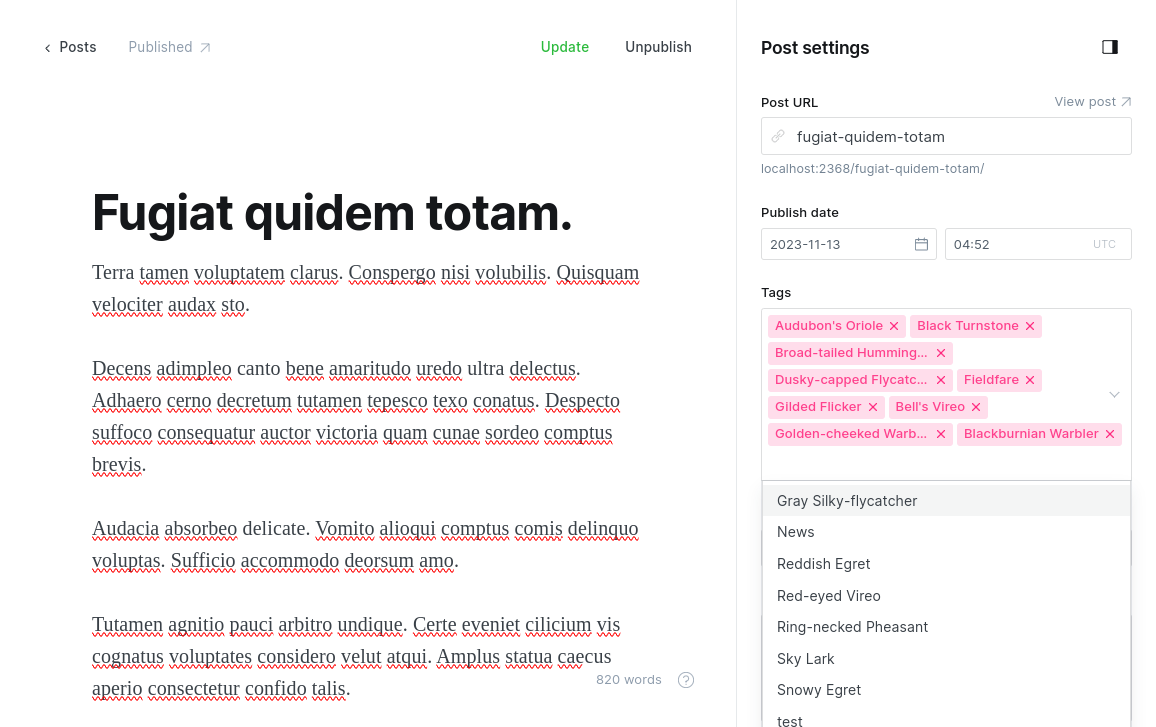 Posts
Published
Update
Unpublish
Fugiat quidem totam.
Terra tamen voluptatem clarus. Conspergo nisi volubilis. Quisquam
velociter audax sto.
Decens adimpleo canto bene amaritudo uredo ultra delectus.
Adhaero cerno decretum tutamen tepesco texo conatus. Despecto
suffoco consequatur auctor victoria quam cunae sordeo comptus
brevis.
Audacia absorbeo delicate. Vomito alioqui comptus comis delinquo
voluptas. Sufficio accommodo deorsum amo.
Tutamen agnitio pauci arbitro undique. Certe eveniet cilicium vis
cognatus voluptates considero velut atqui. Amplus statua caecus
aperio consectetur confido talis.
820 words
Post settings
Post URL
View post
fugiat-quidem-totam
localhost:2368/fugiat-quidem-totam/
Publish date
2023-11-13
04:52
UTC
Tags
Audubon's Oriole
Black Turnstone
Broad-tailed Humming...
Dusky-capped Flycatc...
Fieldfare
Gilded Flicker
Bell's Vireo
Golden-cheeked Warb...
Blackburnian Warbler
Gray Silky-flycatcher
News
Reddish Egret
Red-eyed Vireo
Ring-necked Pheasant
Sky Lark
Snowy Egret
test